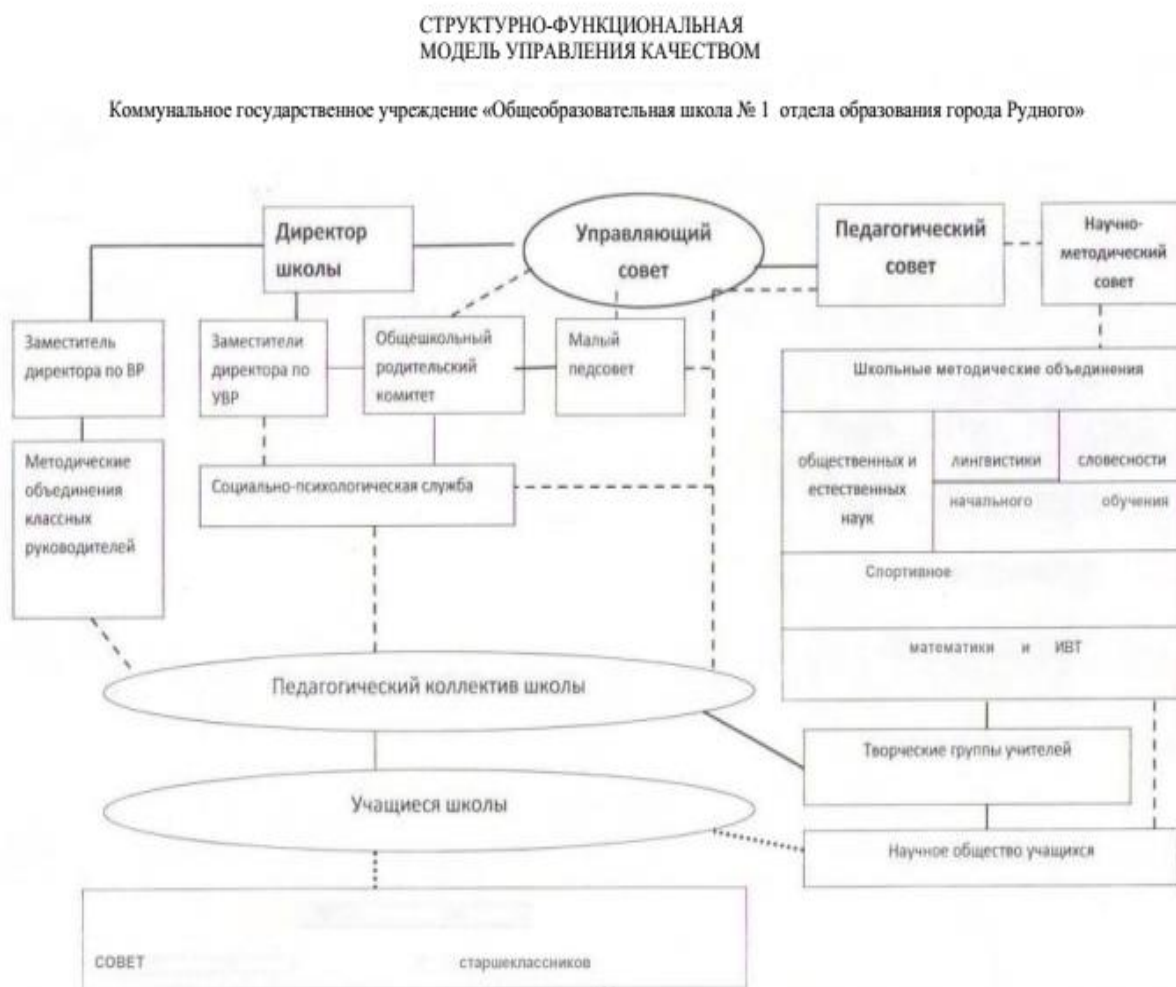 СТРУКТУРНО-ФУНКЦИОНАЛЬНАЯ
МОДЕЛЬ УПРАВЛЕНИЯ КАЧЕСТВОМ
Коммунальное государственное учреждение «Общеобразовательная школа № 1 отдела образования города Рудного»
Директор
школы
Управляющий
совет
Педагогический
совет
Научно-
методический
совет
Заместитель
директора по ВР
Заместители
директора по
УВР
Общешкольный
родительский
комитет
Малый
педсовет
Школьные методические объединения
Методические
объединения
классных
руководителей
Социально-психологическая служба
общественных и
естественных
наук
лингвистики
словесности
начального обучения
Спортивное
математики и ИВТ
Педагогический коллектив школы
Творческие группы учителей
Учащиеся школы
Научное общество учащихся
СОВЕТ старшеклассников